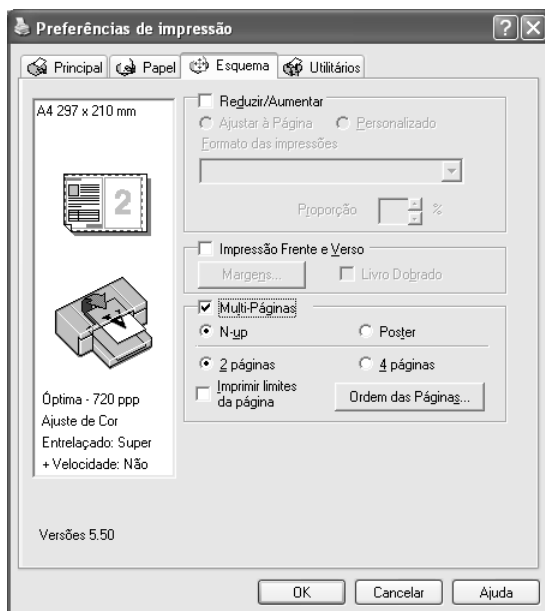 Preferências de impressão
Principal
Papel
Esquema
Utilitários
A4 297 x 210 mm
2
Óptima - 720 ppp
Ajuste de Cor
Entrelaçado: Super
+ Velocidade: Não
Versões 5.50
Reduzir/Aumentar
Ajustar à Página
Personalizado
Formato das impressões
Proporção
%
Impressão Frente e Verso
Margens...
Livro Dobrado
Multi-Páginas
N-up
Poster
2 páginas
4 páginas
Imprimir limites
da página
Ordem das Páginas...
OK
Cancelar
Ajuda